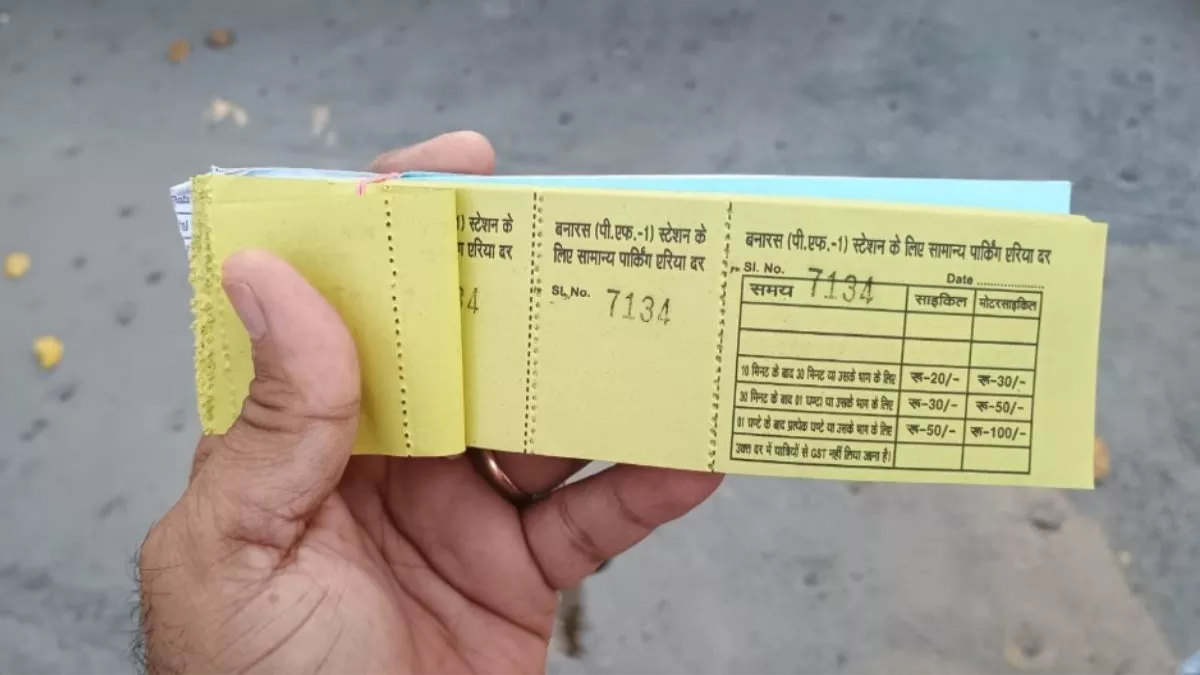 ) स्टेशन के
एरिया दर
34
बनारस (पी.एफ.-1) स्टेशन के
लिए सामान्य पार्किंग एरिया दर
Sl. No. 7134
बनारस (पी.एफ.-1) स्टेशन के लिए सामान्य पार्किंग एरिया दर
Sl. No. 7134 Date ..................
समय साइकिल मोटरसाइकिल
10 मिनट के बाद 30 मिनट या उसके भाग के लिए रू-20/- रू-30/-
30 मिनट के बाद 01 घण्टा या उसके भाग के लिए रू-30/- रू-50/-
01 घण्टे के बाद प्रत्येक घण्टे या उसके भाग के लिए रू-50/- रू-100/-
उक्त दर में यात्रियों से GST नहीं लिया जाना है।